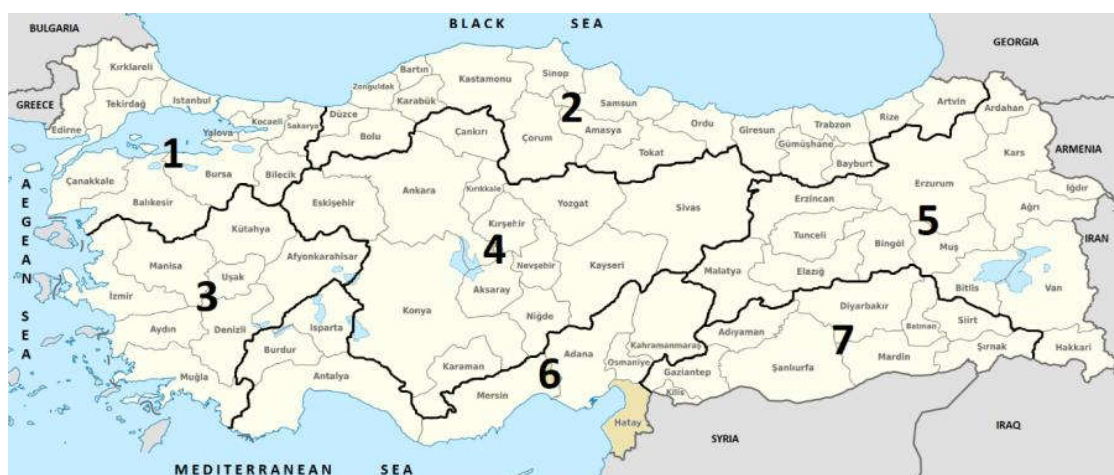 BLACK SEA
BULGARIA
GEORGIA
GREECE
ARMENIA
IRAN
IRAQ
SYRIA
AEGEAN SEA
MEDITERRANEAN SEA
1
Kırklareli
Edirne
Tekirdağ
Istanbul
Kocaeli
Yalova
Sakarya
Çanakkale
Balıkesir
Bursa
Bilecik
2
Düzce
Bolu
Zonguldak
Bartın
Karabük
Kastamonu
Sinop
Çorum
Samsun
Amasya
Tokat
Ordu
Giresun
Gümüşhane
Trabzon
Bayburt
Rize
Artvin
3
Kütahya
Manisa
Uşak
Afyonkarahisar
İzmir
Aydın
Denizli
Muğla
4
Çankırı
Eskişehir
Ankara
Kırıkkale
Yozgat
Sivas
Kırşehir
Nevşehir
Kayseri
Aksaray
Konya
Niğde
Karaman
5
Ardahan
Kars
Erzurum
Iğdır
Ağrı
Erzincan
Tunceli
Bingöl
Muş
Elazığ
Malatya
Bitlis
Van
Hakkari
6
Isparta
Burdur
Antalya
Mersin
Adana
Osmaniye
Kahramanmaraş
Hatay
7
Adıyaman
Gaziantep
Kilis
Şanlıurfa
Diyarbakır
Batman
Mardin
Siirt
Şırnak